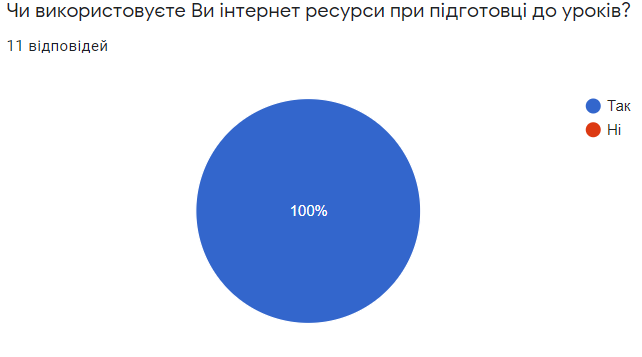 Чи використовуєте Ви інтернет ресурси при підготовці до уроків?
11 відповідей
Так
Ні
100%